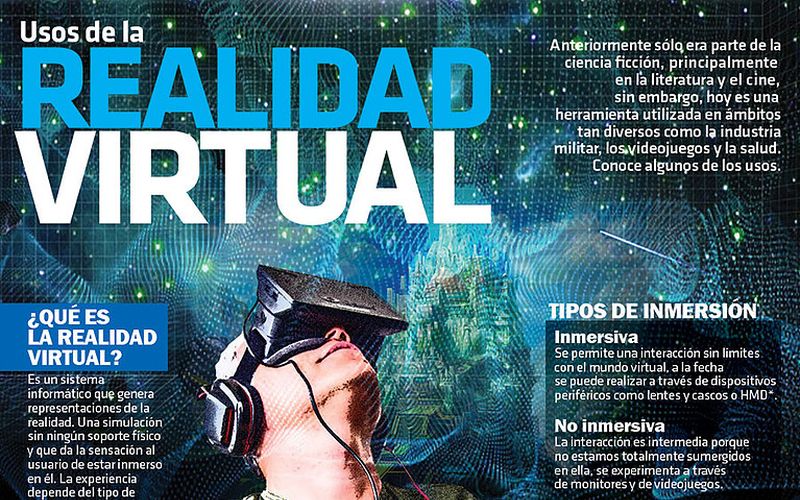 Usos de la
REALIDAD
VIRTUAL
Anteriormente sólo era parte de la
ciencia ficción, principalmente
en la literatura y el cine,
sin embargo, hoy es una
herramienta utilizada en ámbitos
tan diversos como la industria
militar, los videojuegos y la salud.
Conoce algunos de los usos.
¿QUÉ ES
LA REALIDAD
VIRTUAL?
Es un sistema
informático que genera
representaciones de la
realidad. Una simulación
sin ningún soporte físico
y que da la sensación al
usuario de estar inmerso
en él. La experiencia
depende del tipo de
TIPOS DE INMERSIÓN
Inmersiva
Se permite una interacción sin limites
con el mundo virtual, a la fecha
se puede realizar a través de dispositivos
periféricos como lentes y cascos o HMD*.
No inmersiva
La interacción es intermedia porque
no estamos totalmente sumergidos
en ella, se experimenta a través
de monitores y de videojuegos.